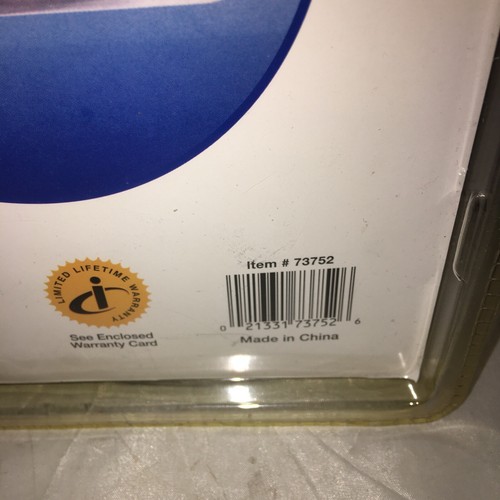 Item # 73752
LIMITED LIFETIME WARRANTY
i
0 21331 73752 6
See Enclosed
Warranty Card
Made in China